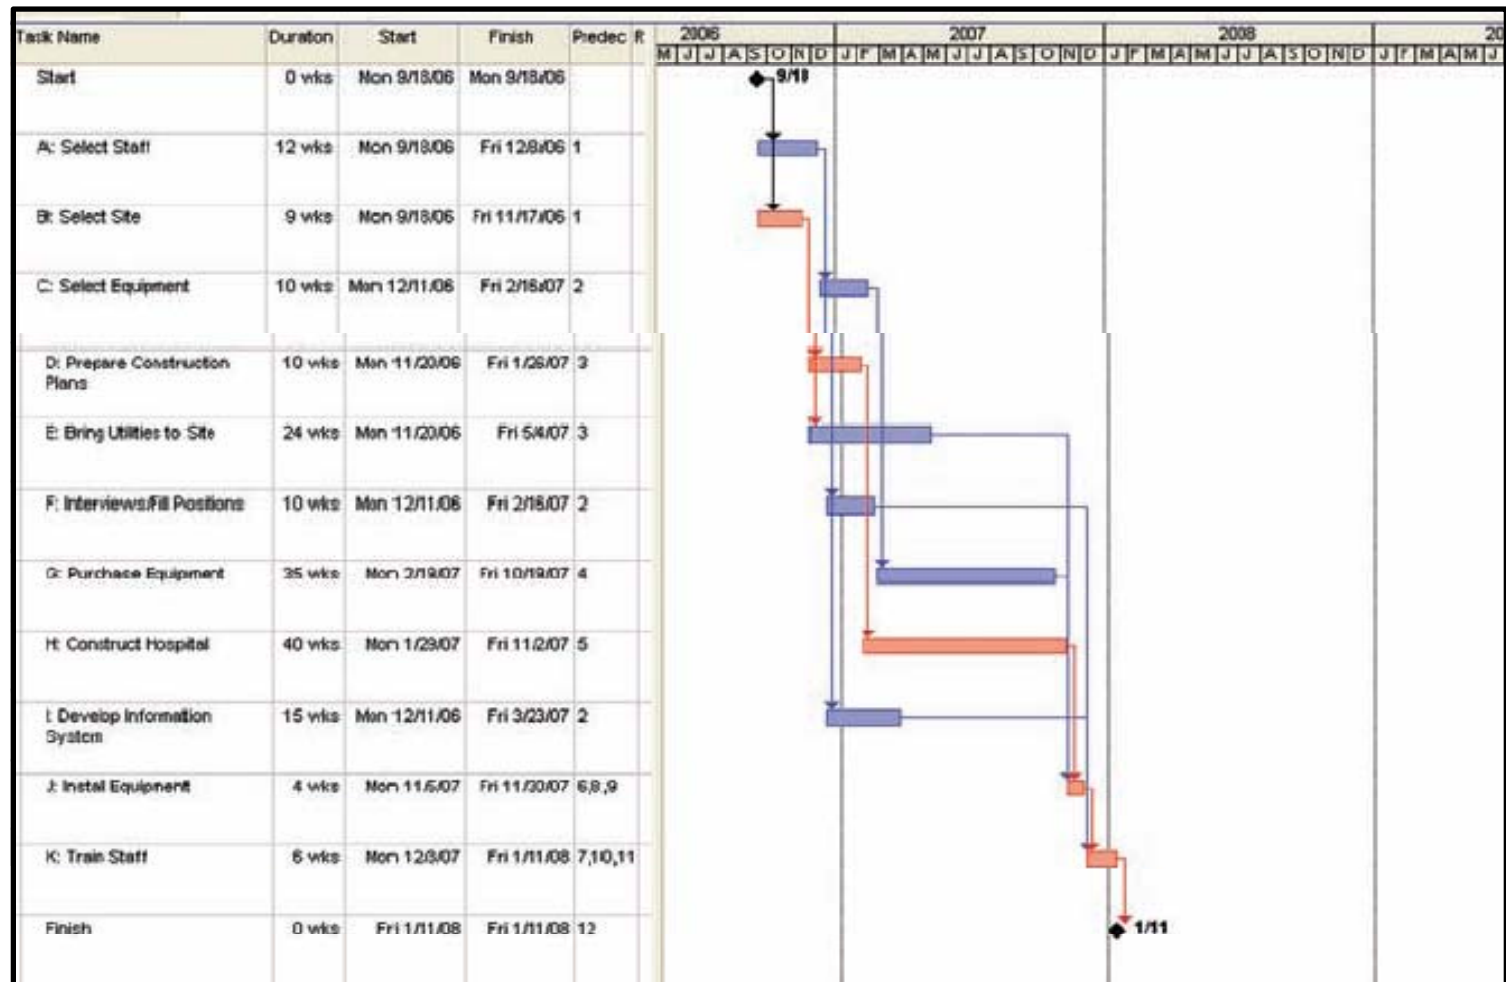 Task Name Duration Start Finish Predec R 2006 2007 2008 20
M J J A S O N D J F M A M J J A S O N D J F M A M J J A S O N D J F M A M J
Start 0 wks Mon 9/18/06 Mon 9/18/06 9/18
A: Select Staff 12 wks Mon 9/18/06 Fri 12/8/06 1
B: Select Site 9 wks Mon 9/18/06 Fri 11/17/06 1
C: Select Equipment 10 wks Mon 12/11/06 Fri 2/16/07 2
D: Prepare Construction 10 wks Mon 11/20/06 Fri 1/26/07 3
Plans
E: Bring Utilities to Site 24 wks Mon 11/20/06 Fri 5/4/07 3
F: Interviews/Fill Positions 10 wks Mon 12/11/06 Fri 2/16/07 2
G: Purchase Equipment 35 wks Mon 2/19/07 Fri 10/19/07 4
H: Construct Hospital 40 wks Mon 1/29/07 Fri 11/2/07 5
I: Develop Information 15 wks Mon 12/11/06 Fri 3/23/07 2
System
J: Install Equipment 4 wks Mon 11/5/07 Fri 11/30/07 6,8,9
K: Train Staff 6 wks Mon 12/3/07 Fri 1/11/08 7,10,11
Finish 0 wks Fri 1/11/08 Fri 1/11/08 12 1/11